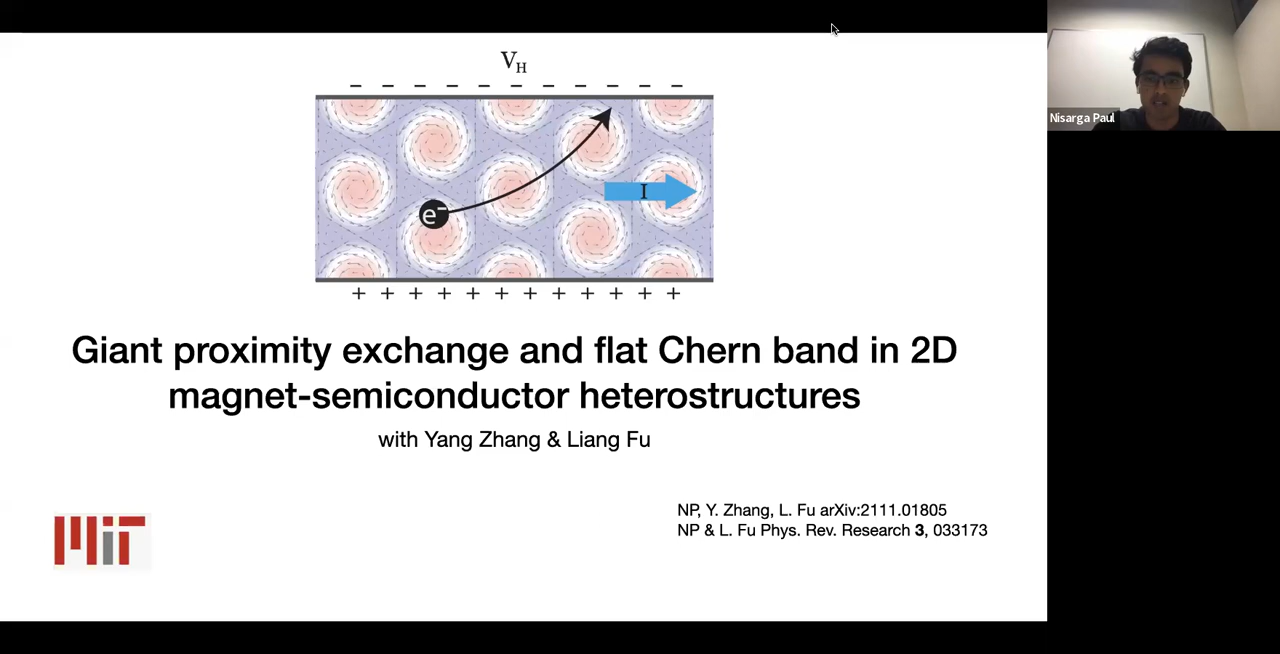 V_H
− − − − − − − − − − −
e⁻
I
+ + + + + + + + + + + +
Giant proximity exchange and flat Chern band in 2D
magnet-semiconductor heterostructures
with Yang Zhang & Liang Fu
NP, Y. Zhang, L. Fu arXiv:2111.01805
NP & L. Fu Phys. Rev. Research 3, 033173
MIT
Nisarga Paul